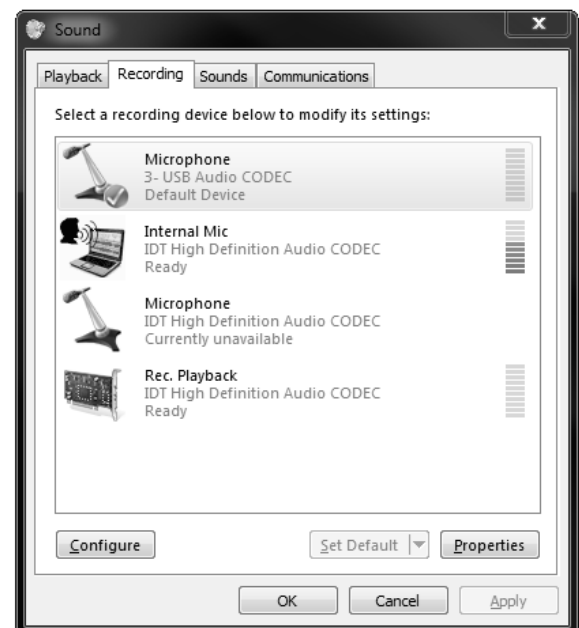 Sound
x
Playback Recording Sounds Communications
Select a recording device below to modify its settings:
Microphone
3- USB Audio CODEC
Default Device
Internal Mic
IDT High Definition Audio CODEC
Ready
Microphone
IDT High Definition Audio CODEC
Currently unavailable
Rec. Playback
IDT High Definition Audio CODEC
Ready
Configure Set Default Properties
OK Cancel Apply